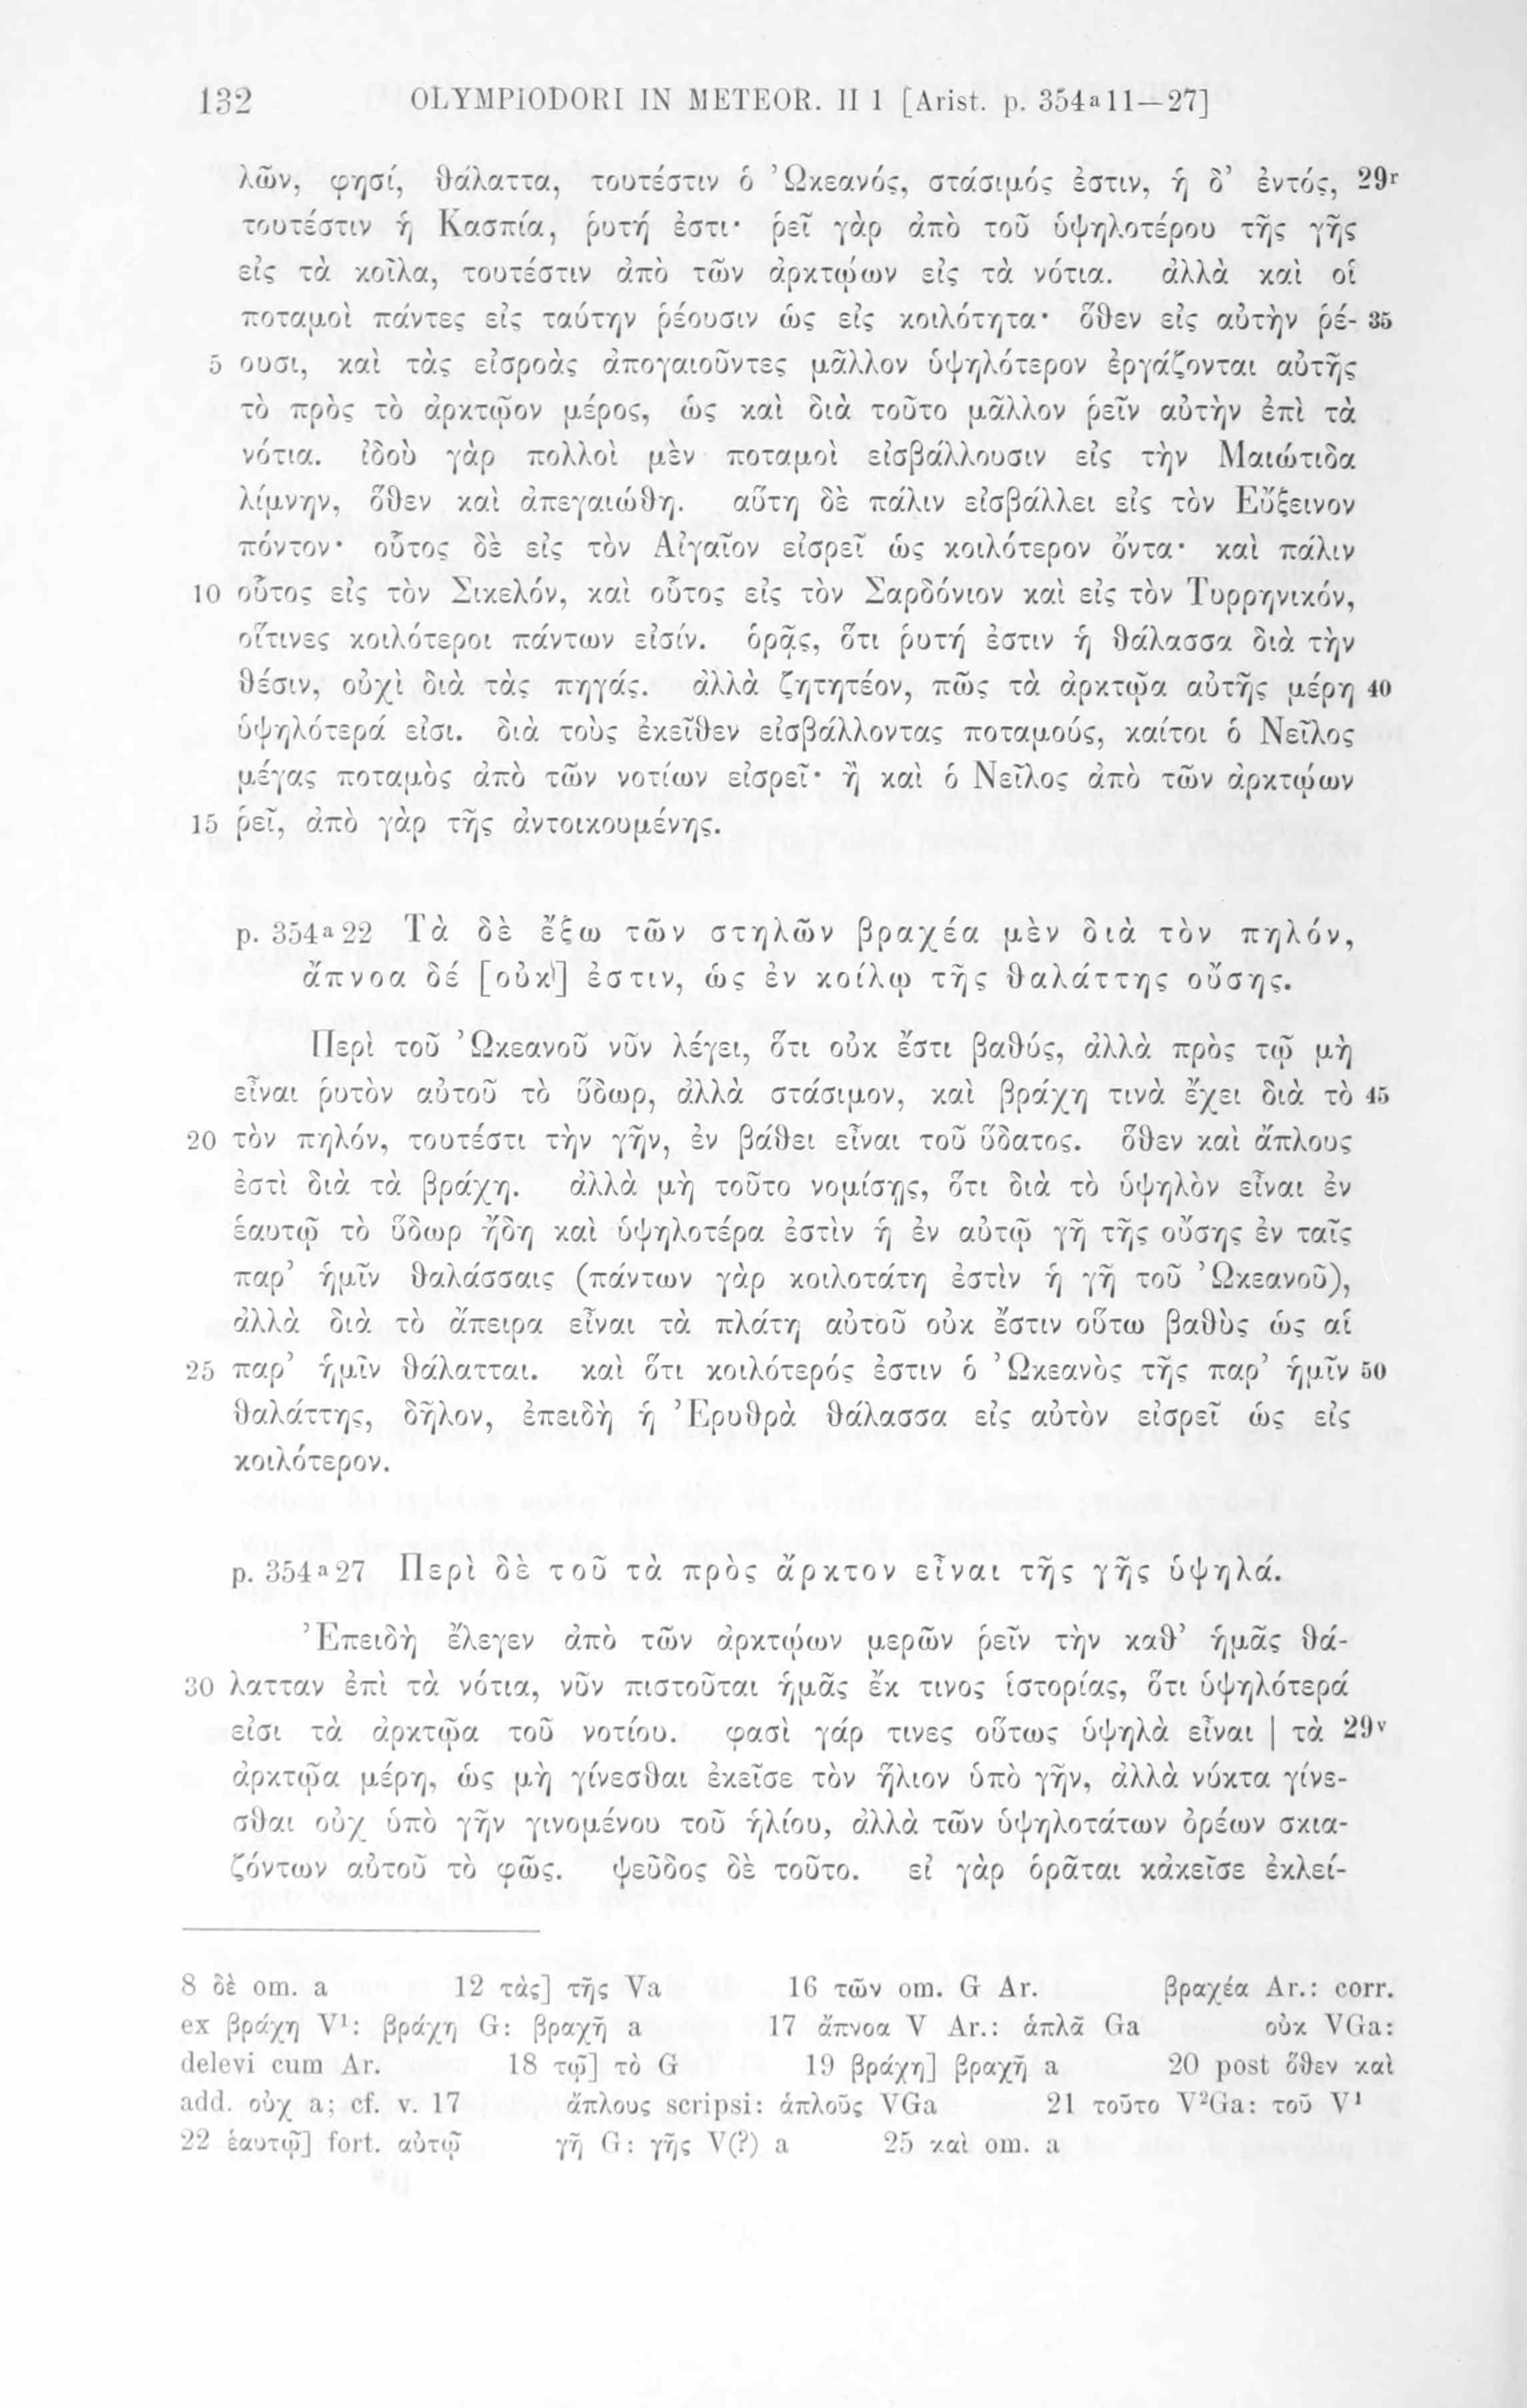 132 OLYMPIODORI IN METEOR. II 1 [Arist. p. 354ᵃ11—27]
λῶν, φησί, θάλαττα, τουτέστιν ὁ Ὠκεανός, στάσιμός ἐστιν, ἡ δ' ἐντός, 29ʳ
τουτέστιν ἡ Κασπία, ῥυτή ἐστι· ῥεῖ γὰρ ἀπὸ τοῦ ὑψηλοτέρου τῆς γῆς
εἰς τὰ κοῖλα, τουτέστιν ἀπὸ τῶν ἀρκτῴων εἰς τὰ νότια. ἀλλὰ καὶ οἱ
ποταμοὶ πάντες εἰς ταύτην ῥέουσιν ὡς εἰς κοιλότητα· ὅθεν εἰς αὐτὴν ῥέ- 35
5 ουσι, καὶ τὰς εἰσροὰς ἀπογαιοῦντες μᾶλλον ὑψηλότερον ἐργάζονται αὐτῆς
τὸ πρὸς τὸ ἀρκτῷον μέρος, ὡς καὶ διὰ τοῦτο μᾶλλον ῥεῖν αὐτὴν ἐπὶ τὰ
νότια. ἰδοὺ γὰρ πολλοὶ μὲν ποταμοὶ εἰσβάλλουσιν εἰς τὴν Μαιώτιδα
λίμνην, ὅθεν καὶ ἀπεγαιώθη. αὕτη δὲ πάλιν εἰσβάλλει εἰς τὸν Εὔξεινον
πόντον· οὗτος δὲ εἰς τὸν Αἰγαῖον εἰσρεῖ ὡς κοιλότερον ὄντα· καὶ πάλιν
10 οὗτος εἰς τὸν Σικελόν, καὶ οὗτος εἰς τὸν Σαρδόνιον καὶ εἰς τὸν Τυρρηνικόν,
οἵτινες κοιλότεροι πάντων εἰσίν. ὁρᾷς, ὅτι ῥυτή ἐστιν ἡ θάλασσα διὰ τὴν
θέσιν, οὐχὶ διὰ τὰς πηγάς. ἀλλὰ ζητητέον, πῶς τὰ ἀρκτῷα αὐτῆς μέρη 40
ὑψηλότερά εἰσι. διὰ τοὺς ἐκεῖθεν εἰσβάλλοντας ποταμούς, καίτοι ὁ Νεῖλος
μέγας ποταμὸς ἀπὸ τῶν νοτίων εἰσρεῖ· ἢ καὶ ὁ Νεῖλος ἀπὸ τῶν ἀρκτῴων
15 ῥεῖ, ἀπὸ γὰρ τῆς ἀντοικουμένης.
p. 354ᵃ22 Τὰ δὲ ἔξω τῶν στηλῶν βραχέα μὲν διὰ τὸν πηλόν,
ἄπνοα δέ [οὐκ] ἐστιν, ὡς ἐν κοίλῳ τῆς θαλάττης οὔσης.
Περὶ τοῦ Ὠκεανοῦ νῦν λέγει, ὅτι οὐκ ἔστι βαθύς, ἀλλὰ πρὸς τῷ μὴ
εἶναι ῥυτὸν αὐτοῦ τὸ ὕδωρ, ἀλλὰ στάσιμον, καὶ βράχη τινὰ ἔχει διὰ τὸ 45
20 τὸν πηλόν, τουτέστι τὴν γῆν, ἐν βάθει εἶναι τοῦ ὕδατος. ὅθεν καὶ ἄπλους
ἐστὶ διὰ τὰ βράχη. ἀλλὰ μὴ τοῦτο νομίσῃς, ὅτι διὰ τὸ ὑψηλὸν εἶναι ἐν
ἑαυτῷ τὸ ὕδωρ ἤδη καὶ ὑψηλοτέρα ἐστὶν ἡ ἐν αὐτῷ γῆ τῆς οὔσης ἐν ταῖς
παρ' ἡμῖν θαλάσσαις (πάντων γὰρ κοιλοτάτη ἐστὶν ἡ γῆ τοῦ Ὠκεανοῦ),
ἀλλὰ διὰ τὸ ἄπειρα εἶναι τὰ πλάτη αὐτοῦ οὐκ ἔστιν οὕτω βαθὺς ὡς αἱ
25 παρ' ἡμῖν θάλατται. καὶ ὅτι κοιλότερός ἐστιν ὁ Ὠκεανὸς τῆς παρ' ἡμῖν 50
θαλάττης, δῆλον, ἐπειδὴ ἡ Ἐρυθρὰ θάλασσα εἰς αὐτὸν εἰσρεῖ ὡς εἰς
κοιλότερον.
p. 354ᵃ27 Περὶ δὲ τοῦ τὰ πρὸς ἄρκτον εἶναι τῆς γῆς ὑψηλά.
Ἐπειδὴ ἔλεγεν ἀπὸ τῶν ἀρκτῴων μερῶν ῥεῖν τὴν καθ' ἡμᾶς θά-
30 λατταν ἐπὶ τὰ νότια, νῦν πιστοῦται ἡμᾶς ἔκ τινος ἱστορίας, ὅτι ὑψηλότερά
εἰσι τὰ ἀρκτῷα τοῦ νοτίου. φασὶ γάρ τινες οὕτως ὑψηλὰ εἶναι | τὰ 29ᵛ
ἀρκτῷα μέρη, ὡς μὴ γίνεσθαι ἐκεῖσε τὸν ἥλιον ὑπὸ γῆν, ἀλλὰ νύκτα γίνε-
σθαι οὐχ ὑπὸ γῆν γινομένου τοῦ ἡλίου, ἀλλὰ τῶν ὑψηλοτάτων ὀρέων σκια-
ζόντων αὐτοῦ τὸ φῶς. ψεῦδος δὲ τοῦτο. εἰ γὰρ ὁρᾶται κἀκεῖσε ἐκλεί-
8 δὲ om. a 12 τὰς] τῆς Va 16 τῶν om. G Ar. βραχέα Ar.: corr.
ex βράχη V¹: βράχη G: βραχῆ a 17 ἄπνοα V Ar.: ἁπλᾶ Ga οὐκ VGa:
delevi cum Ar. 18 τῷ] τὸ G 19 βράχη] βραχῆ a 20 post ὅθεν καὶ
add. οὐχ a; cf. v. 17 ἄπλους scripsi: ἁπλοῦς VGa 21 τοῦτο V²Ga: τοῦ V¹
22 ἑαυτῷ] fort. αὐτῷ γῆ G: γῆς V(?) a 25 καὶ om. a